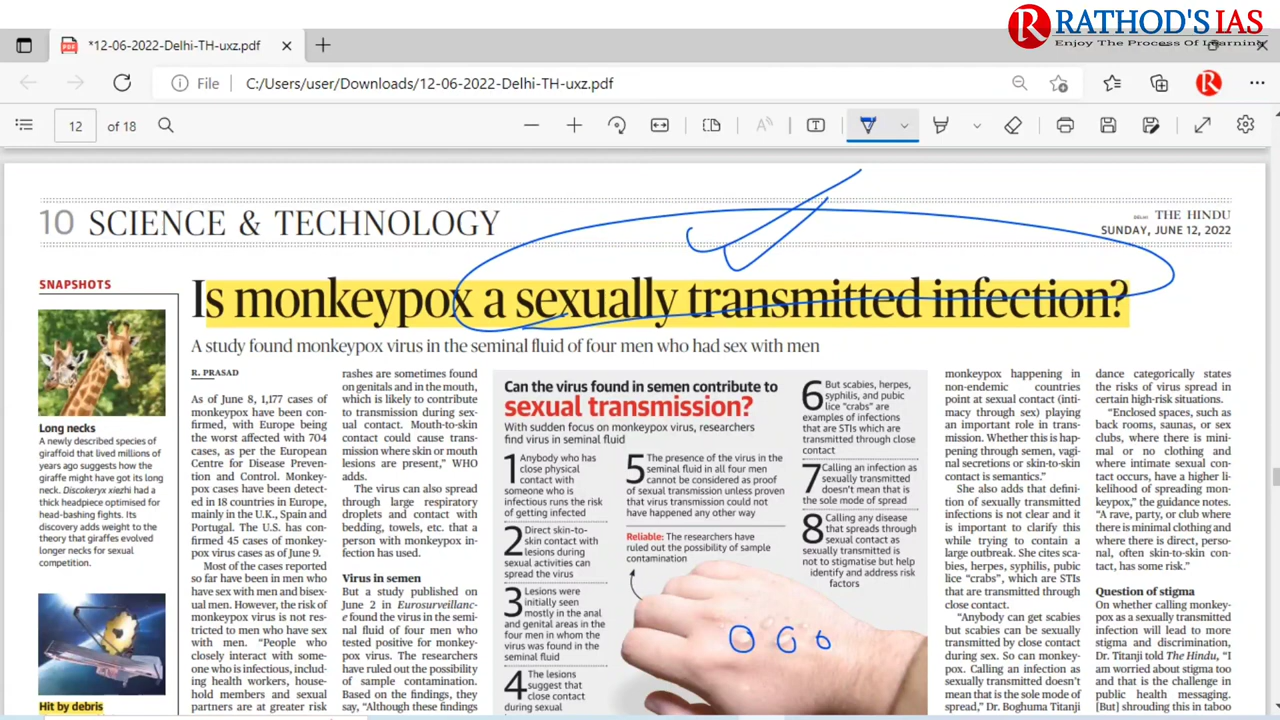 RATHOD'S IAS
Enjoy The Process Of Learning
*12-06-2022-Delhi-TH-uxz.pdf
File C:/Users/user/Downloads/12-06-2022-Delhi-TH-uxz.pdf
12 of 18
10 SCIENCE & TECHNOLOGY
DELHI THE HINDU
SUNDAY, JUNE 12, 2022
SNAPSHOTS
Long necks
A newly described species of
giraffoid that lived millions of
years ago suggests how the
giraffe might have got its long
neck. Discokeryx xiezhi had a
thick headpiece optimised for
head-bashing fights. Its
discovery adds weight to the
theory that giraffes evolved
longer necks for sexual
competition.
Hit by debris
Is monkeypox a sexually transmitted infection?
A study found monkeypox virus in the seminal fluid of four men who had sex with men
R. PRASAD
As of June 8, 1,177 cases of
monkeypox have been con-
firmed, with Europe being
the worst affected with 704
cases, as per the European
Centre for Disease Preven-
tion and Control. Monkey-
pox cases have been detect-
ed in 18 countries in Europe,
mainly in the U.K., Spain and
Portugal. The U.S. has con-
firmed 45 cases of monkey-
pox virus cases as of June 9.
Most of the cases reported
so far have been in men who
have sex with men and bisex-
ual men. However, the risk of
monkeypox virus is not res-
tricted to men who have sex
with men. “People who
closely interact with some-
one who is infectious, includ-
ing health workers, house-
hold members and sexual
partners are at greater risk
rashes are sometimes found
on genitals and in the mouth,
which is likely to contribute
to transmission during sex-
ual contact. Mouth-to-skin
contact could cause trans-
mission where skin or mouth
lesions are present,” WHO
adds.
The virus can also spread
through large respiratory
droplets and contact with
bedding, towels, etc. that a
person with monkeypox in-
fection has used.
Virus in semen
But a study published on
June 2 in Eurosurveillanc-
e found the virus in the semi-
nal fluid of four men who
tested positive for monkey-
pox virus. The researchers
have ruled out the possibility
of sample contamination.
Based on the findings, they
say, “Although these findings
Can the virus found in semen contribute to
sexual transmission?
With sudden focus on monkeypox virus, researchers
find virus in seminal fluid
1 Anybody who has
close physical
contact with
someone who is
infectious runs the risk
of getting infected
2 Direct skin-to-
skin contact with
lesions during
sexual activities can
spread the virus
3 Lesions were
initially seen
mostly in the anal
and genital areas in the
four men in whom the
virus was found in the
seminal fluid
4 The lesions
suggest that
close contact
during sexual
5 The presence of the virus in the
seminal fluid in all four men
cannot be considered as proof
of sexual transmission unless proven
that virus transmission could not
have happened any other way
Reliable: The researchers have
ruled out the possibility of sample
contamination
6 But scabies, herpes,
syphilis, and pubic
lice “crabs” are
examples of infections
that are STIs which are
transmitted through close
contact
7 Calling an infection as
sexually transmitted
doesn't mean that is
the sole mode of spread
8 Calling any disease
that spreads through
sexual contact as
sexually transmitted is
not to stigmatise but help
identify and address risk
factors
monkeypox happening in
non-endemic countries
point at sexual contact (inti-
macy through sex) playing
an important role in trans-
mission. Whether this is hap-
pening through semen, vagi-
nal secretions or skin-to-skin
contact is semantics.”
She also adds that defini-
tion of sexually transmitted
infections is not clear and it
is important to clarify this
while trying to contain a
large outbreak. She cites sca-
bies, herpes, syphilis, pubic
lice “crabs”, which are STIs
that are transmitted through
close contact.
“Anybody can get scabies
but scabies can be sexually
transmitted by close contact
during sex. So can monkey-
pox. Calling an infection as
sexually transmitted doesn't
mean that is the sole mode of
spread,” Dr. Boghuma Titanji
dance categorically states
the risks of virus spread in
certain high-risk situations.
“Enclosed spaces, such as
back rooms, saunas, or sex
clubs, where there is mini-
mal or no clothing and
where intimate sexual con-
tact occurs, have a higher li-
kelihood of spreading mon-
keypox,” the guidance notes.
“A rave, party, or club where
there is minimal clothing and
where there is direct, perso-
nal, often skin-to-skin con-
tact, has some risk.”
Question of stigma
On whether calling monkey-
pox as a sexually transmitted
infection will lead to more
stigma and discrimination,
Dr. Titanji told The Hindu, “I
am worried about stigma too
and that is the challenge in
public health messaging.
[But] shrouding this in taboo